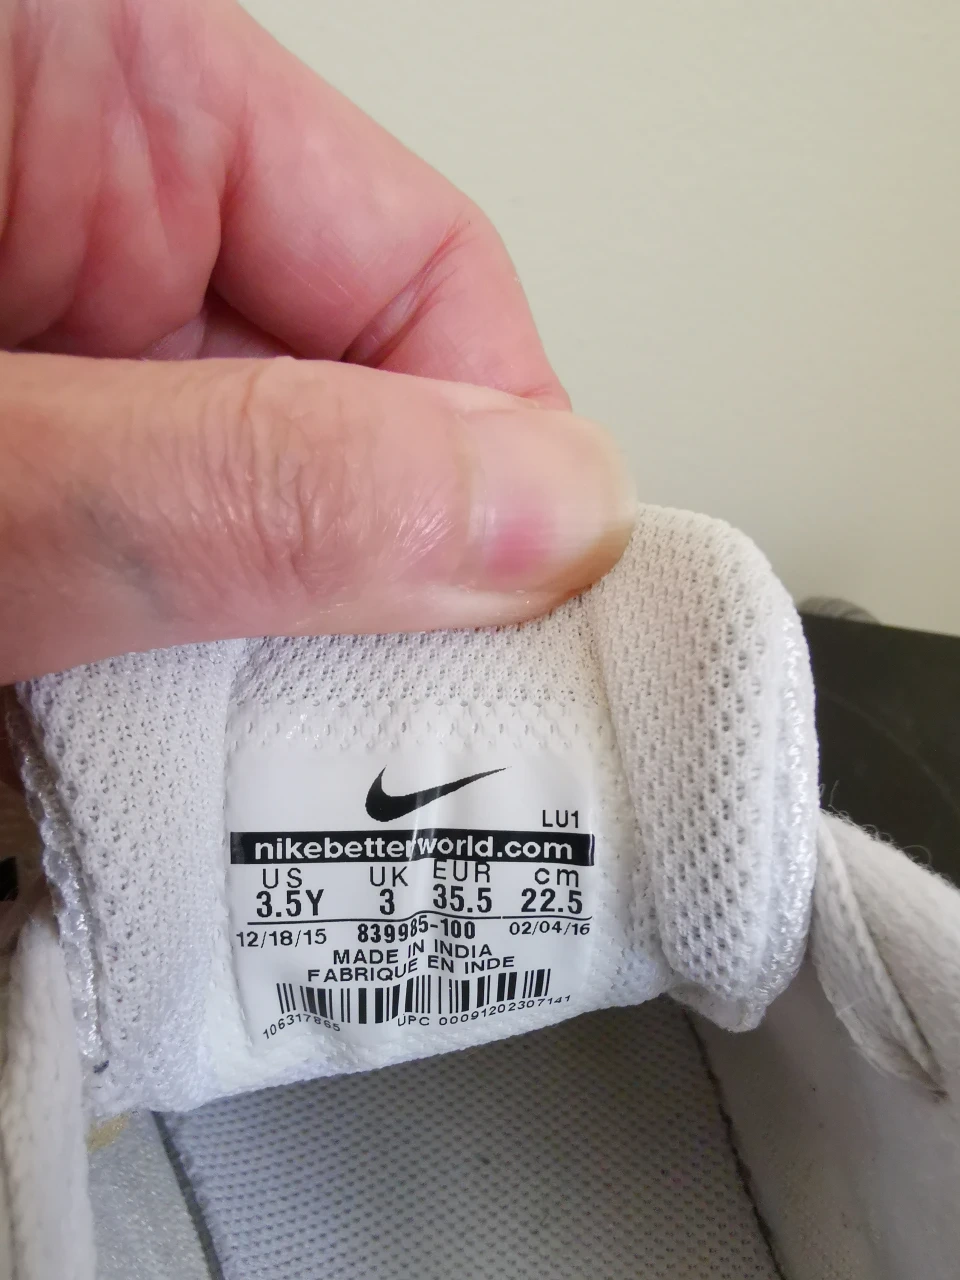 LU1
nikebetterworld.com
US UK EUR cm
3.5Y 3 35.5 22.5
12/18/15 839985-100 02/04/16
MADE IN INDIA
FABRIQUE EN INDE
106317865 UPC 00091202307141